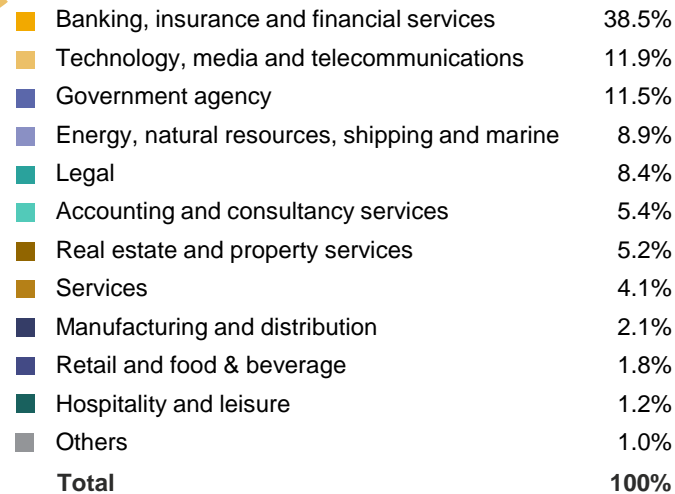 Banking, insurance and financial services 38.5%
Technology, media and telecommunications 11.9%
Government agency 11.5%
Energy, natural resources, shipping and marine 8.9%
Legal 8.4%
Accounting and consultancy services 5.4%
Real estate and property services 5.2%
Services 4.1%
Manufacturing and distribution 2.1%
Retail and food & beverage 1.8%
Hospitality and leisure 1.2%
Others 1.0%
Total 100%